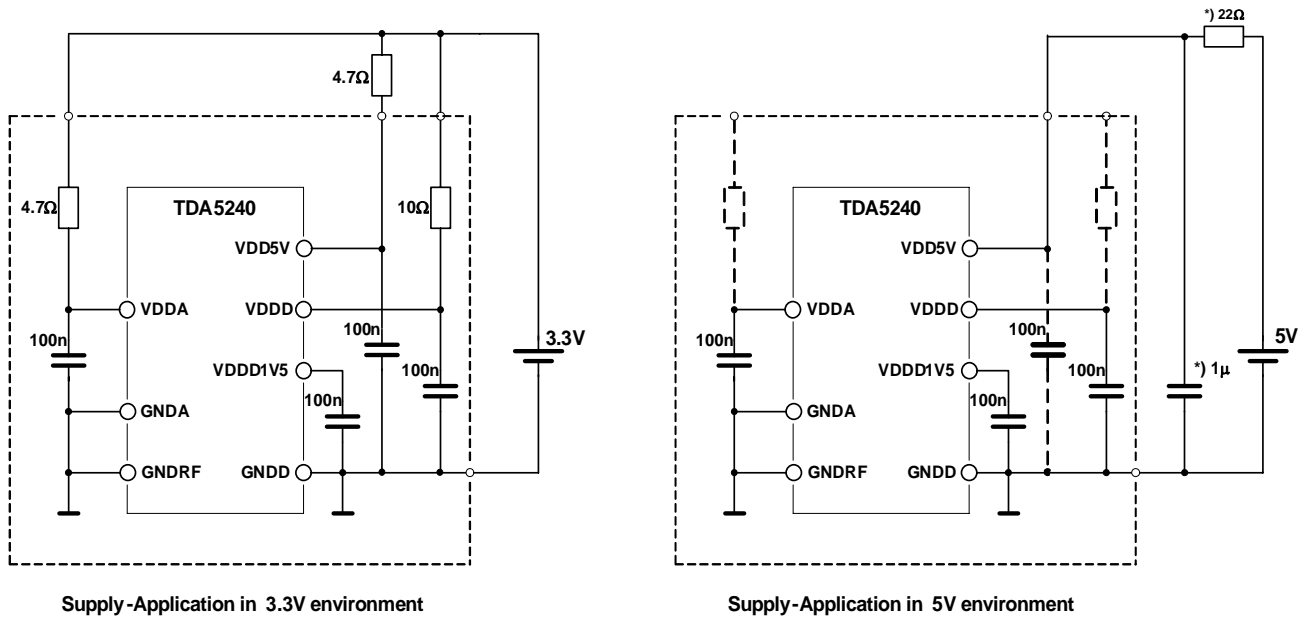 4.7Ω
4.7Ω
TDA5240
10Ω
VDD5V
VDDA
VDDD
100n
100n
3.3V
VDDD1V5
100n
100n
GNDA
GNDRF
GNDD
Supply-Application in 3.3V environment
*) 22Ω
TDA5240
VDD5V
VDDA
VDDD
100n
100n
5V
VDDD1V5
100n
*) 1µ
100n
GNDA
GNDRF
GNDD
Supply-Application in 5V environment